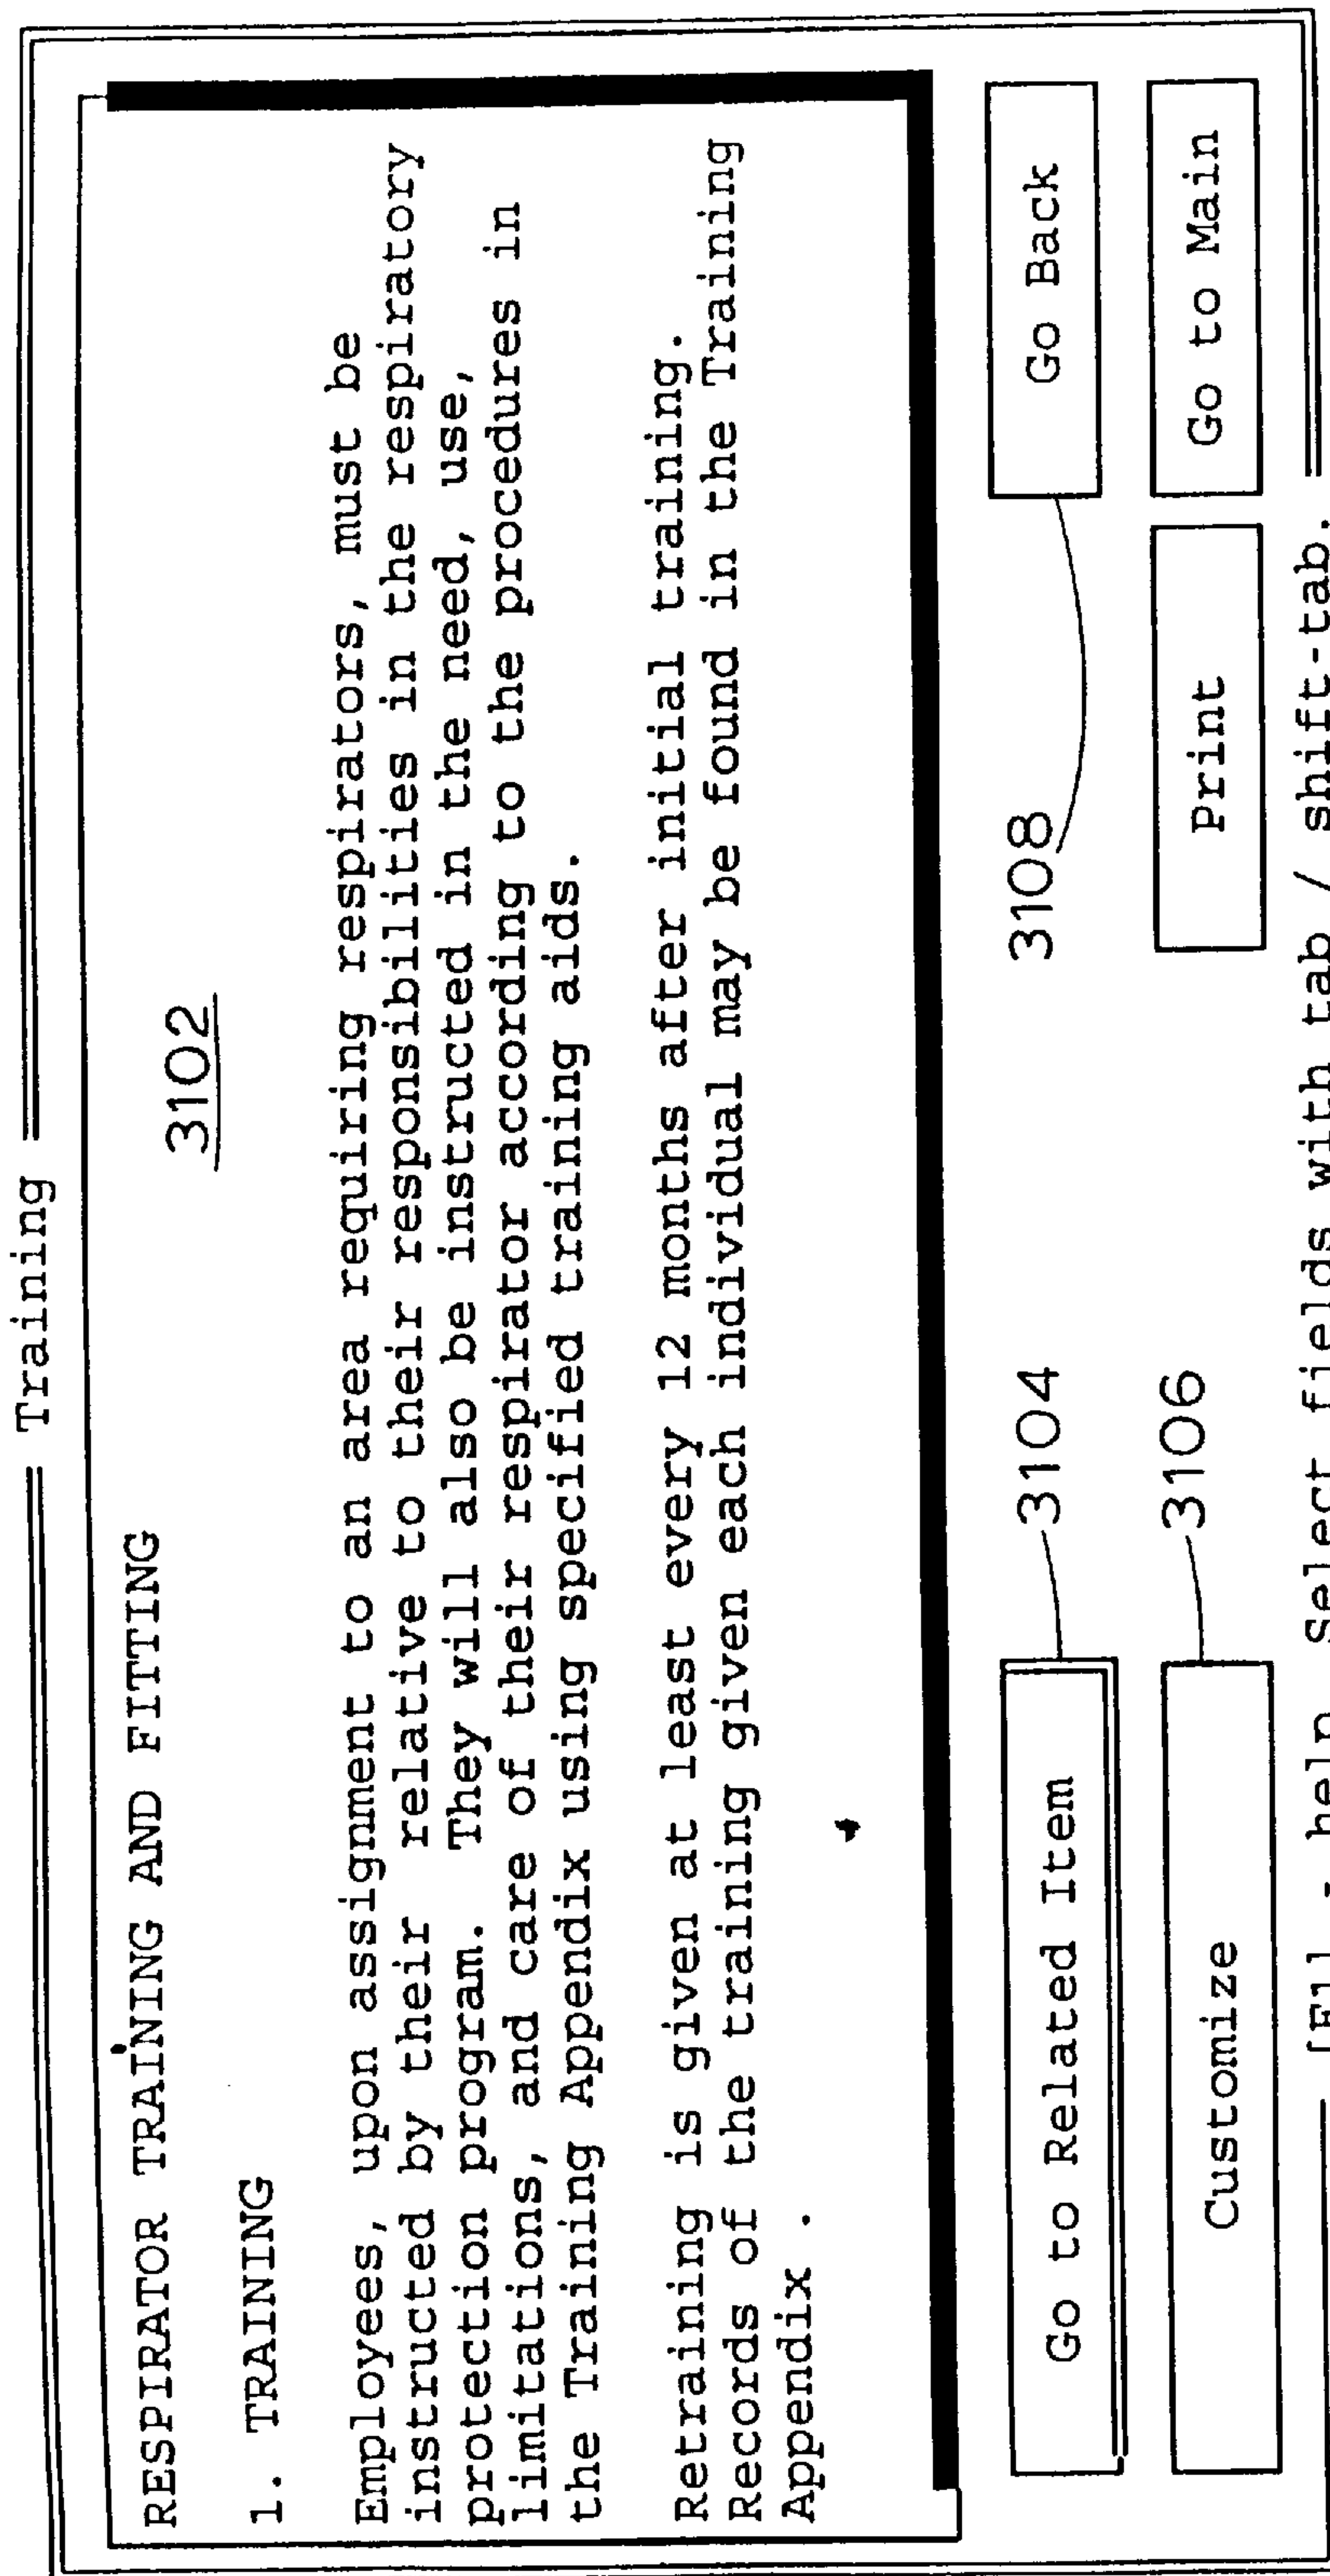 Training
RESPIRATOR TRAINING AND FITTING
3102
1. TRAINING
Employees, upon assignment to an area requiring respirators, must be
instructed by their relative to their responsibilities in the respiratory
protection program. They will also be instructed in the need, use,
limitations, and care of their respirator according to the procedures in
the Training Appendix using specified training aids.
Retraining is given at least every 12 months after initial training.
Records of the training given each individual may be found in the Training
Appendix .
Go to Related Item
3104
3108
Go Back
Customize
3106
Print
Go to Main
help. Select fields with tab / shift-tab.